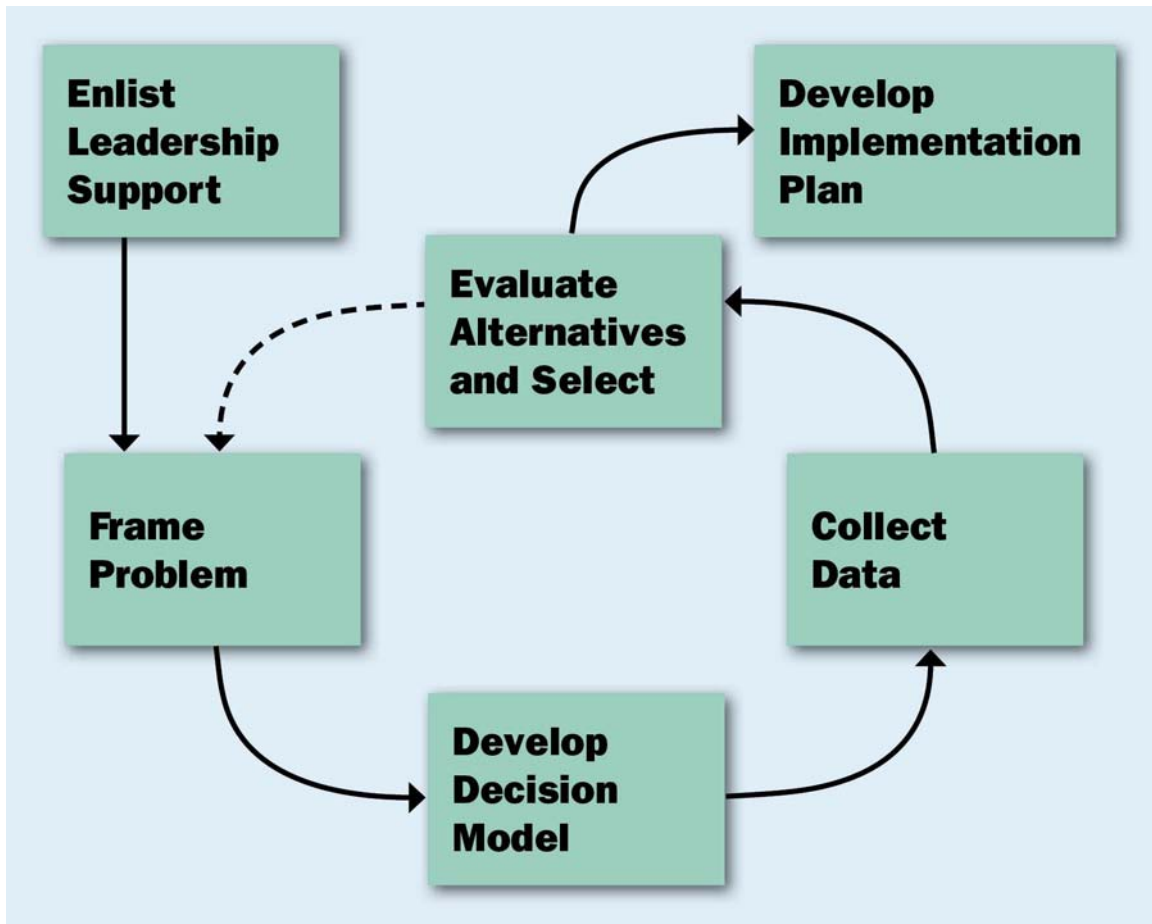 Enlist
Leadership
Support
Develop
Implementation
Plan
Evaluate
Alternatives
and Select
Frame
Problem
Collect
Data
Develop
Decision
Model